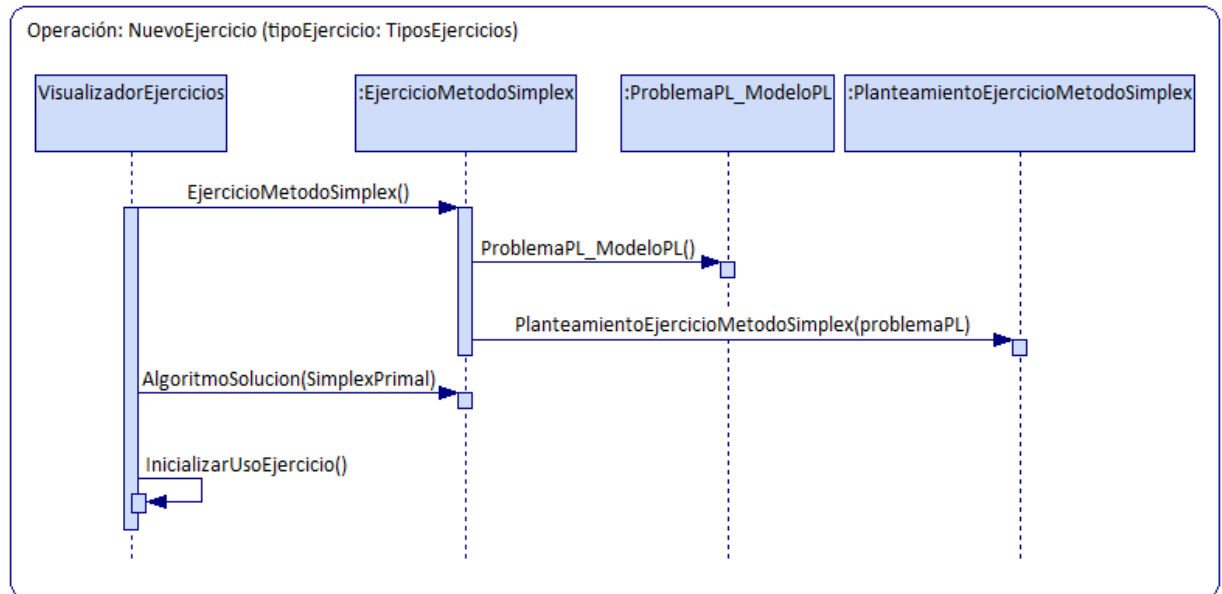 Operación: NuevoEjercicio (tipoEjercicio: TiposEjercicios)
VisualizadorEjercicios
:EjercicioMetodoSimplex
:ProblemaPL_ModeloPL
:PlanteamientoEjercicioMetodoSimplex
EjercicioMetodoSimplex()
ProblemaPL_ModeloPL()
PlanteamientoEjercicioMetodoSimplex(problemaPL)
AlgoritmoSolucion(SimplexPrimal)
InicializarUsoEjercicio()